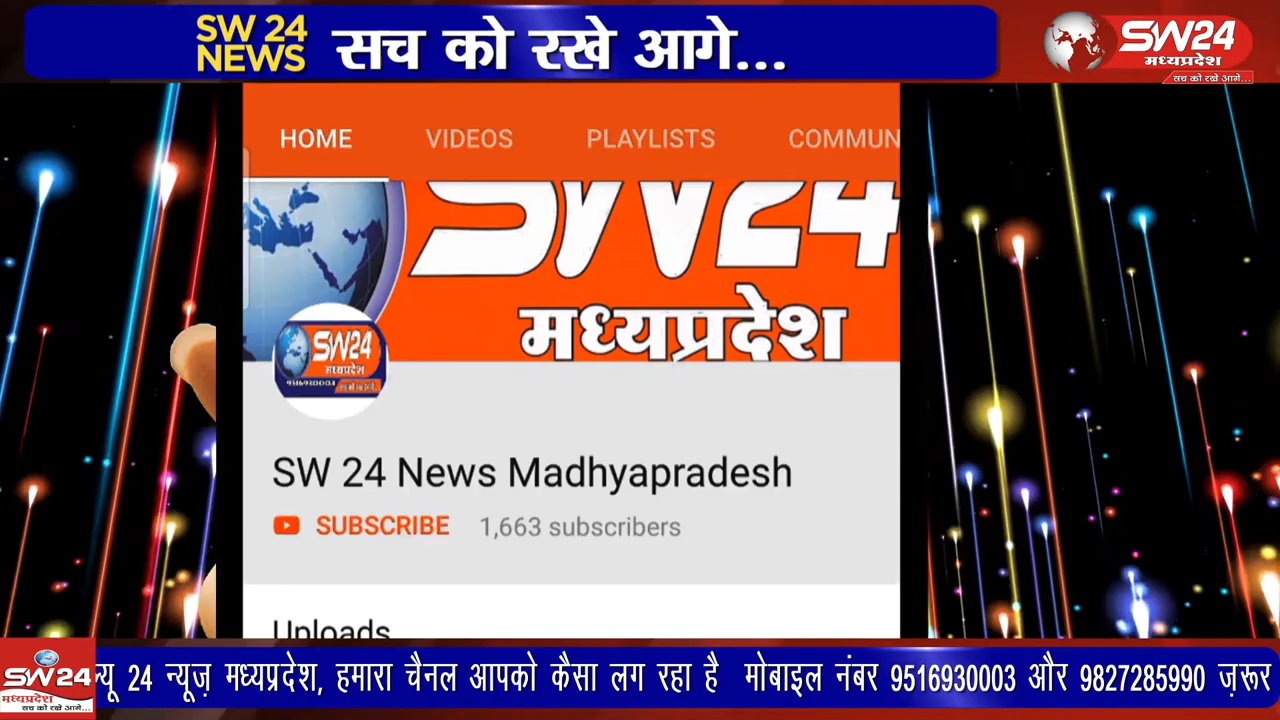 SW 24
NEWS
सच को रखे आगे...
SW24
मध्यप्रदेश
सच को रखे आगे...
HOME VIDEOS PLAYLISTS COMMUN
SW24
मध्यप्रदेश
SW24
मध्यप्रदेश
9516930003
SW 24 News Madhyapradesh
SUBSCRIBE 1,663 subscribers
Uploads
SW24
मध्यप्रदेश
सच को रखे आगे...
न्यू 24 न्यूज़ मध्यप्रदेश, हमारा चैनल आपको कैसा लग रहा है मोबाइल नंबर 9516930003 और 9827285990 ज़रूर